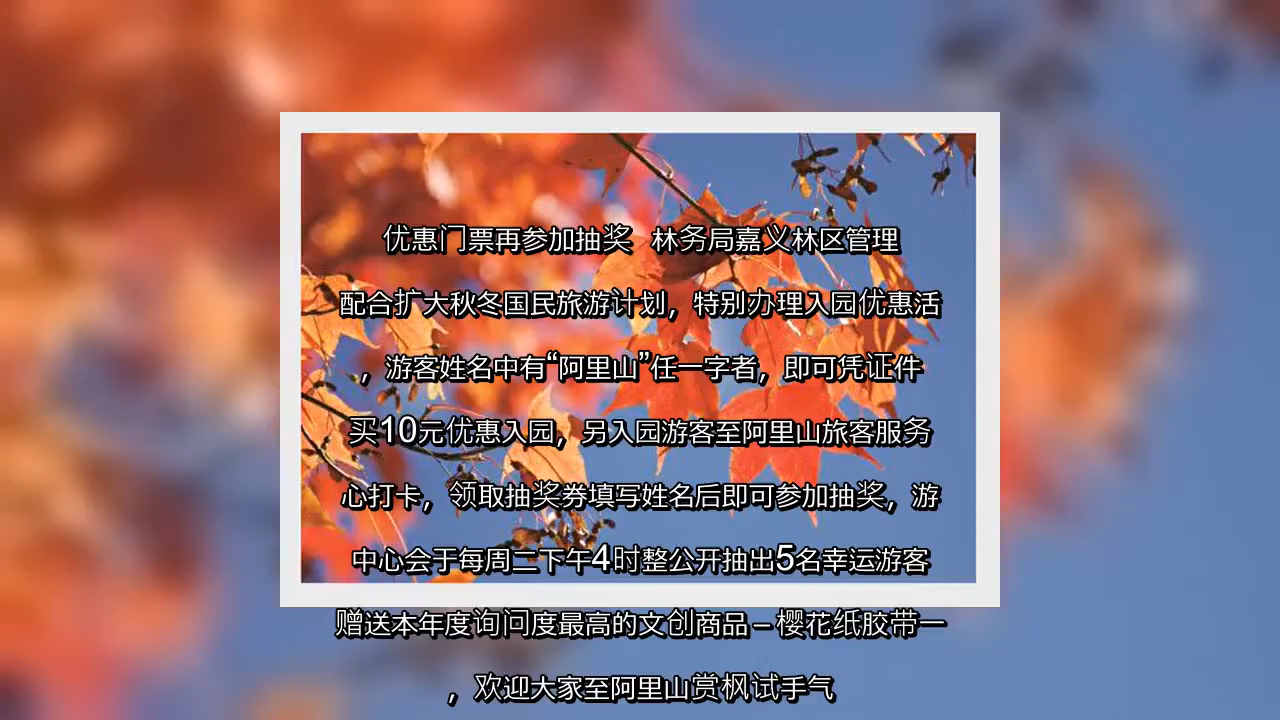 优惠门票再参加抽奖 林务局嘉义林区管理
配合扩大秋冬国民旅游计划，特别办理入园优惠活
，游客姓名中有“阿里山”任一字者，即可凭证件
买10元优惠入园，另入园游客至阿里山旅客服务
心打卡，领取抽奖券填写姓名后即可参加抽奖，游
中心会于每周二下午4时整公开抽出5名幸运游客
赠送本年度询问度最高的文创商品－樱花纸胶带一
，欢迎大家至阿里山赏枫试手气